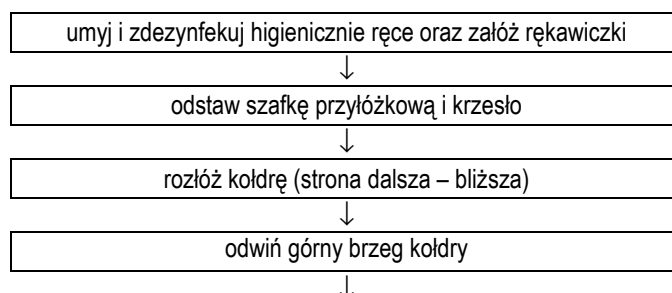 umyj i zdezynfekuj higienicznie ręce oraz załóż rękawiczki
↓
odstaw szafkę przyłóżkową i krzesło
↓
rozłóż kołdrę (strona dalsza – bliższa)
↓
odwiń górny brzeg kołdry
↓